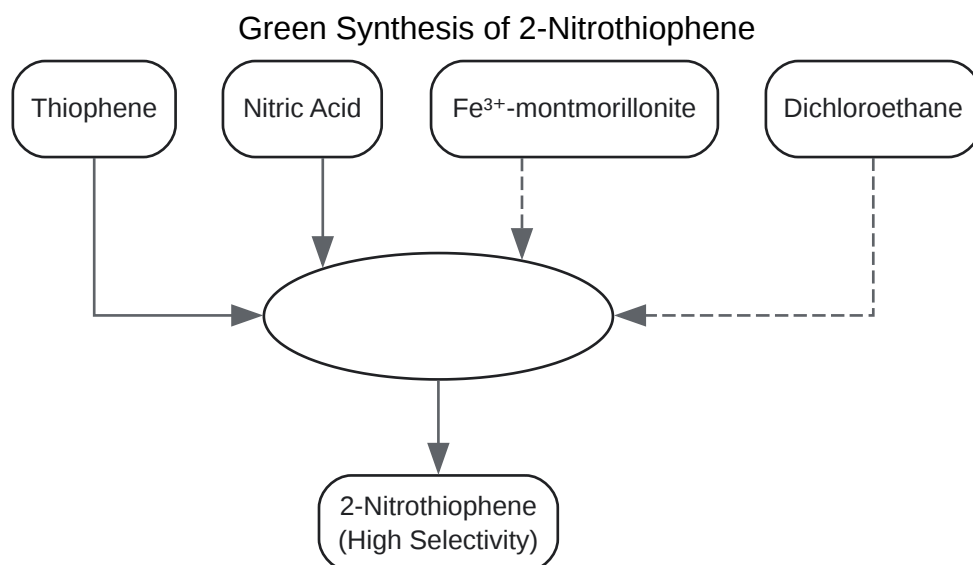 Green Synthesis of 2-Nitrothiophene
Thiophene
Nitric Acid
Fe³⁺-montmorillonite
Dichloroethane
2-Nitrothiophene
(High Selectivity)